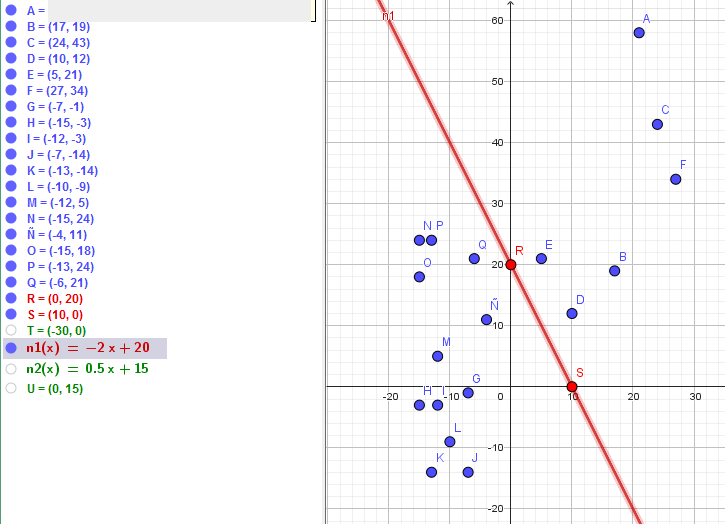 A =
B = (17, 19)
C = (24, 43)
D = (10, 12)
E = (5, 21)
F = (27, 34)
G = (-7, -1)
H = (-15, -3)
I = (-12, -3)
J = (-7, -14)
K = (-13, -14)
L = (-10, -9)
M = (-12, 5)
N = (-15, 24)
Ñ = (-4, 11)
O = (-15, 18)
P = (-13, 24)
Q = (-6, 21)
R = (0, 20)
S = (10, 0)
T = (-30, 0)
n1(x) = −2 x + 20
n2(x) = 0.5 x + 15
U = (0, 15)
n1
60
A
50
C
40
F
30
N P
Q
R
E
B
20
O
Ñ
D
10
M
S
G
H I
-20 -10 0 10 20 30
L
-10
K
J
-20